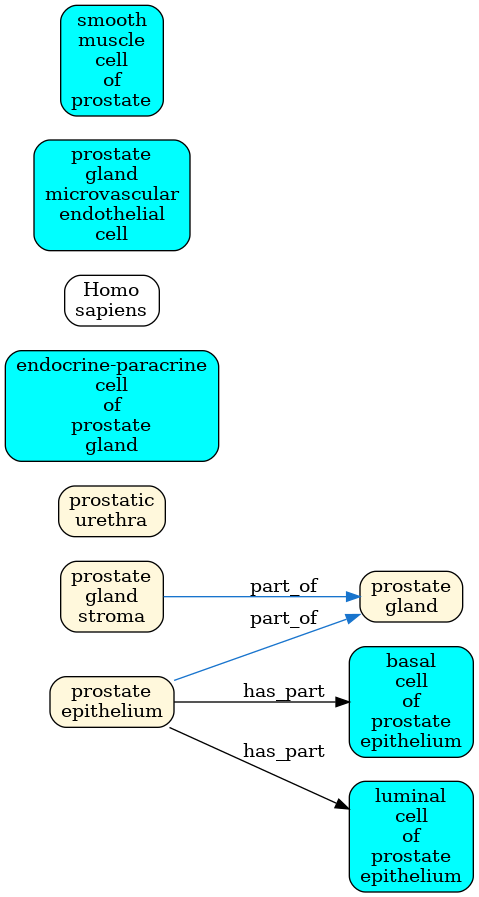 smooth
muscle
cell
of
prostate
prostate
gland
microvascular
endothelial
cell
Homo
sapiens
endocrine-paracrine
cell
of
prostate
gland
prostatic
urethra
prostate
gland
stroma
part_of
prostate
gland
part_of
prostate
epithelium
has_part
basal
cell
of
prostate
epithelium
has_part
luminal
cell
of
prostate
epithelium